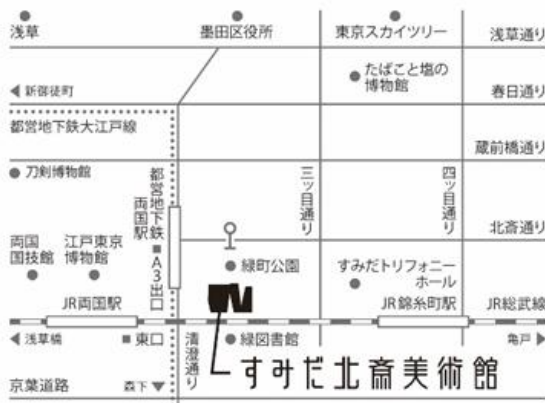 浅草
墨田区役所
東京スカイツリー
浅草通り
たばこと塩の
博物館
新御徒町
春日通り
都営地下鉄大江戸線
蔵前橋通り
刀剣博物館
都営地下鉄
両国駅
A3出口
三ツ目通り
四ツ目通り
北斎通り
両国
国技館
江戸東京
博物館
緑町公園
すみだトリフォニー
ホール
JR両国駅
JR錦糸町駅
JR総武線
浅草橋
東口
清澄通り
緑図書館
亀戸
すみだ北斎美術館
京葉道路
森下